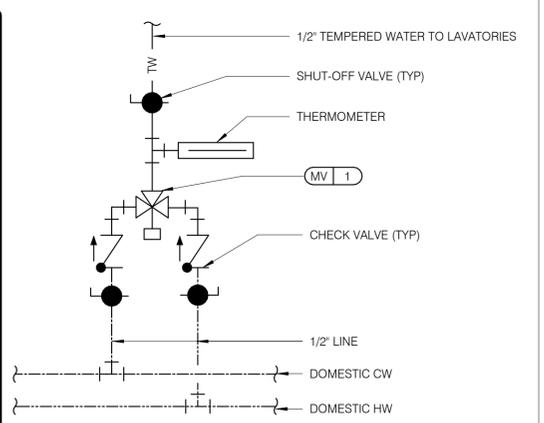 1/2" TEMPERED WATER TO LAVATORIES
TW
SHUT-OFF VALVE (TYP)
THERMOMETER
MV 1
CHECK VALVE (TYP)
1/2" LINE
DOMESTIC CW
DOMESTIC HW